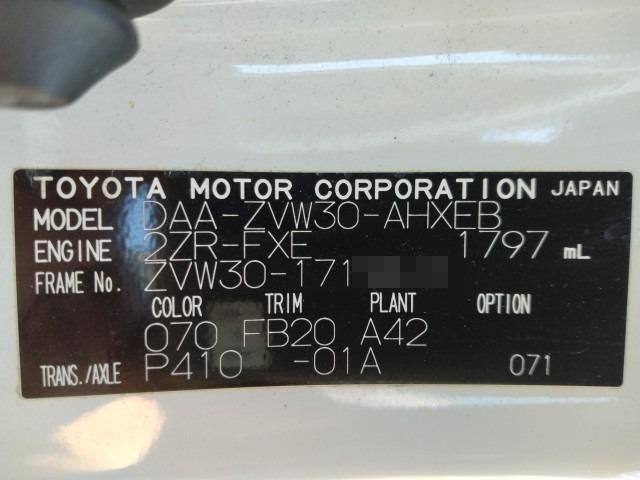 TOYOTA MOTOR CORPORATION JAPAN
MODEL DAA-ZVW30-AHXEB
ENGINE 2ZR-FXE 1797 mL
FRAME No. ZVW30-171
COLOR TRIM PLANT OPTION
070 FB20 A42
TRANS./AXLE P410 -01A 071